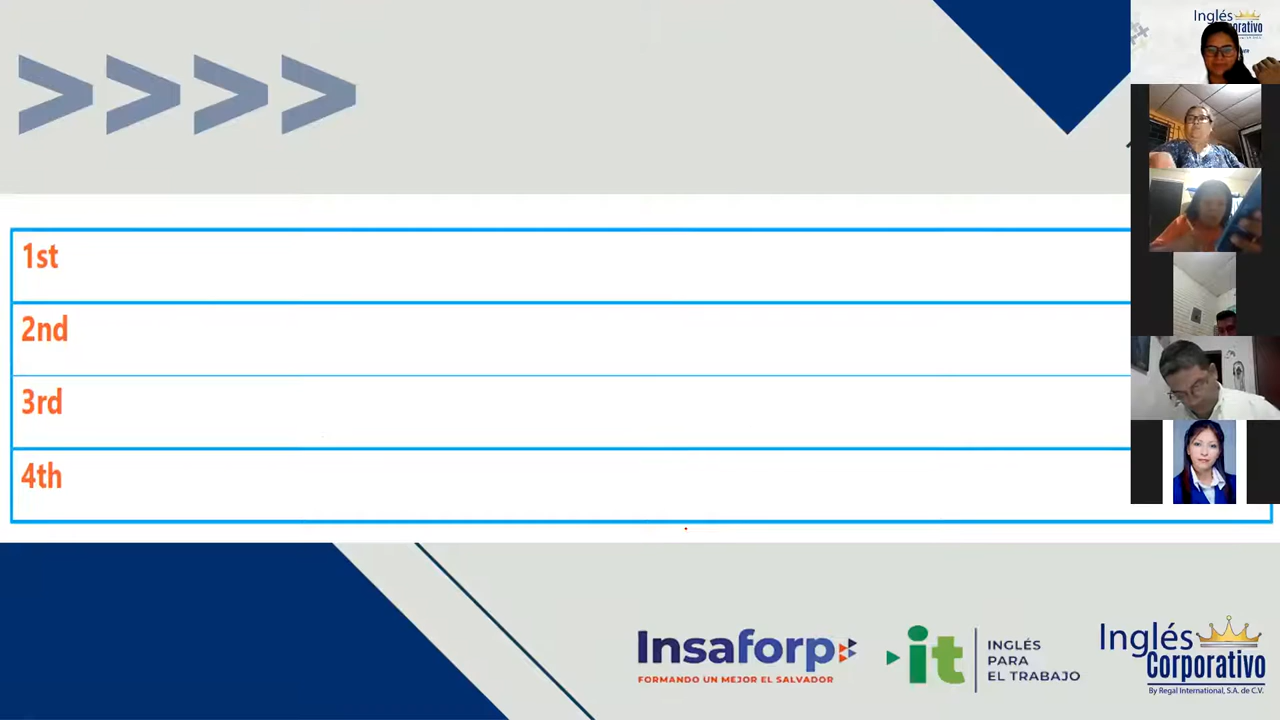 1st
2nd
3rd
4th
Insaforp
FORMANDO UN MEJOR EL SALVADOR
it
INGLÉS
PARA
EL TRABAJO
Inglés
Corporativo
By Regal International, S.A. de C.V.
Inglés